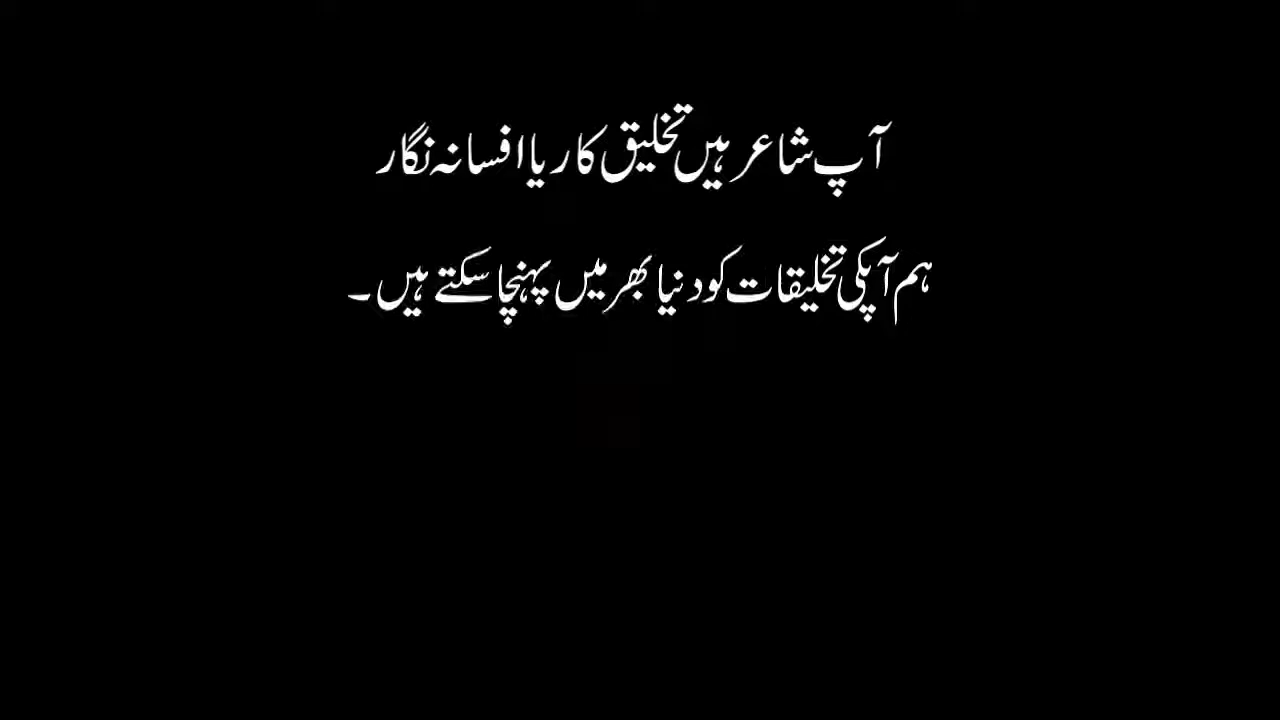 آپ شاعر ہیں تخلیق کار یا افسانہ نگار
ہم آپکی تخلیقات کو دنیا بھر میں پہنچا سکتے ہیں۔